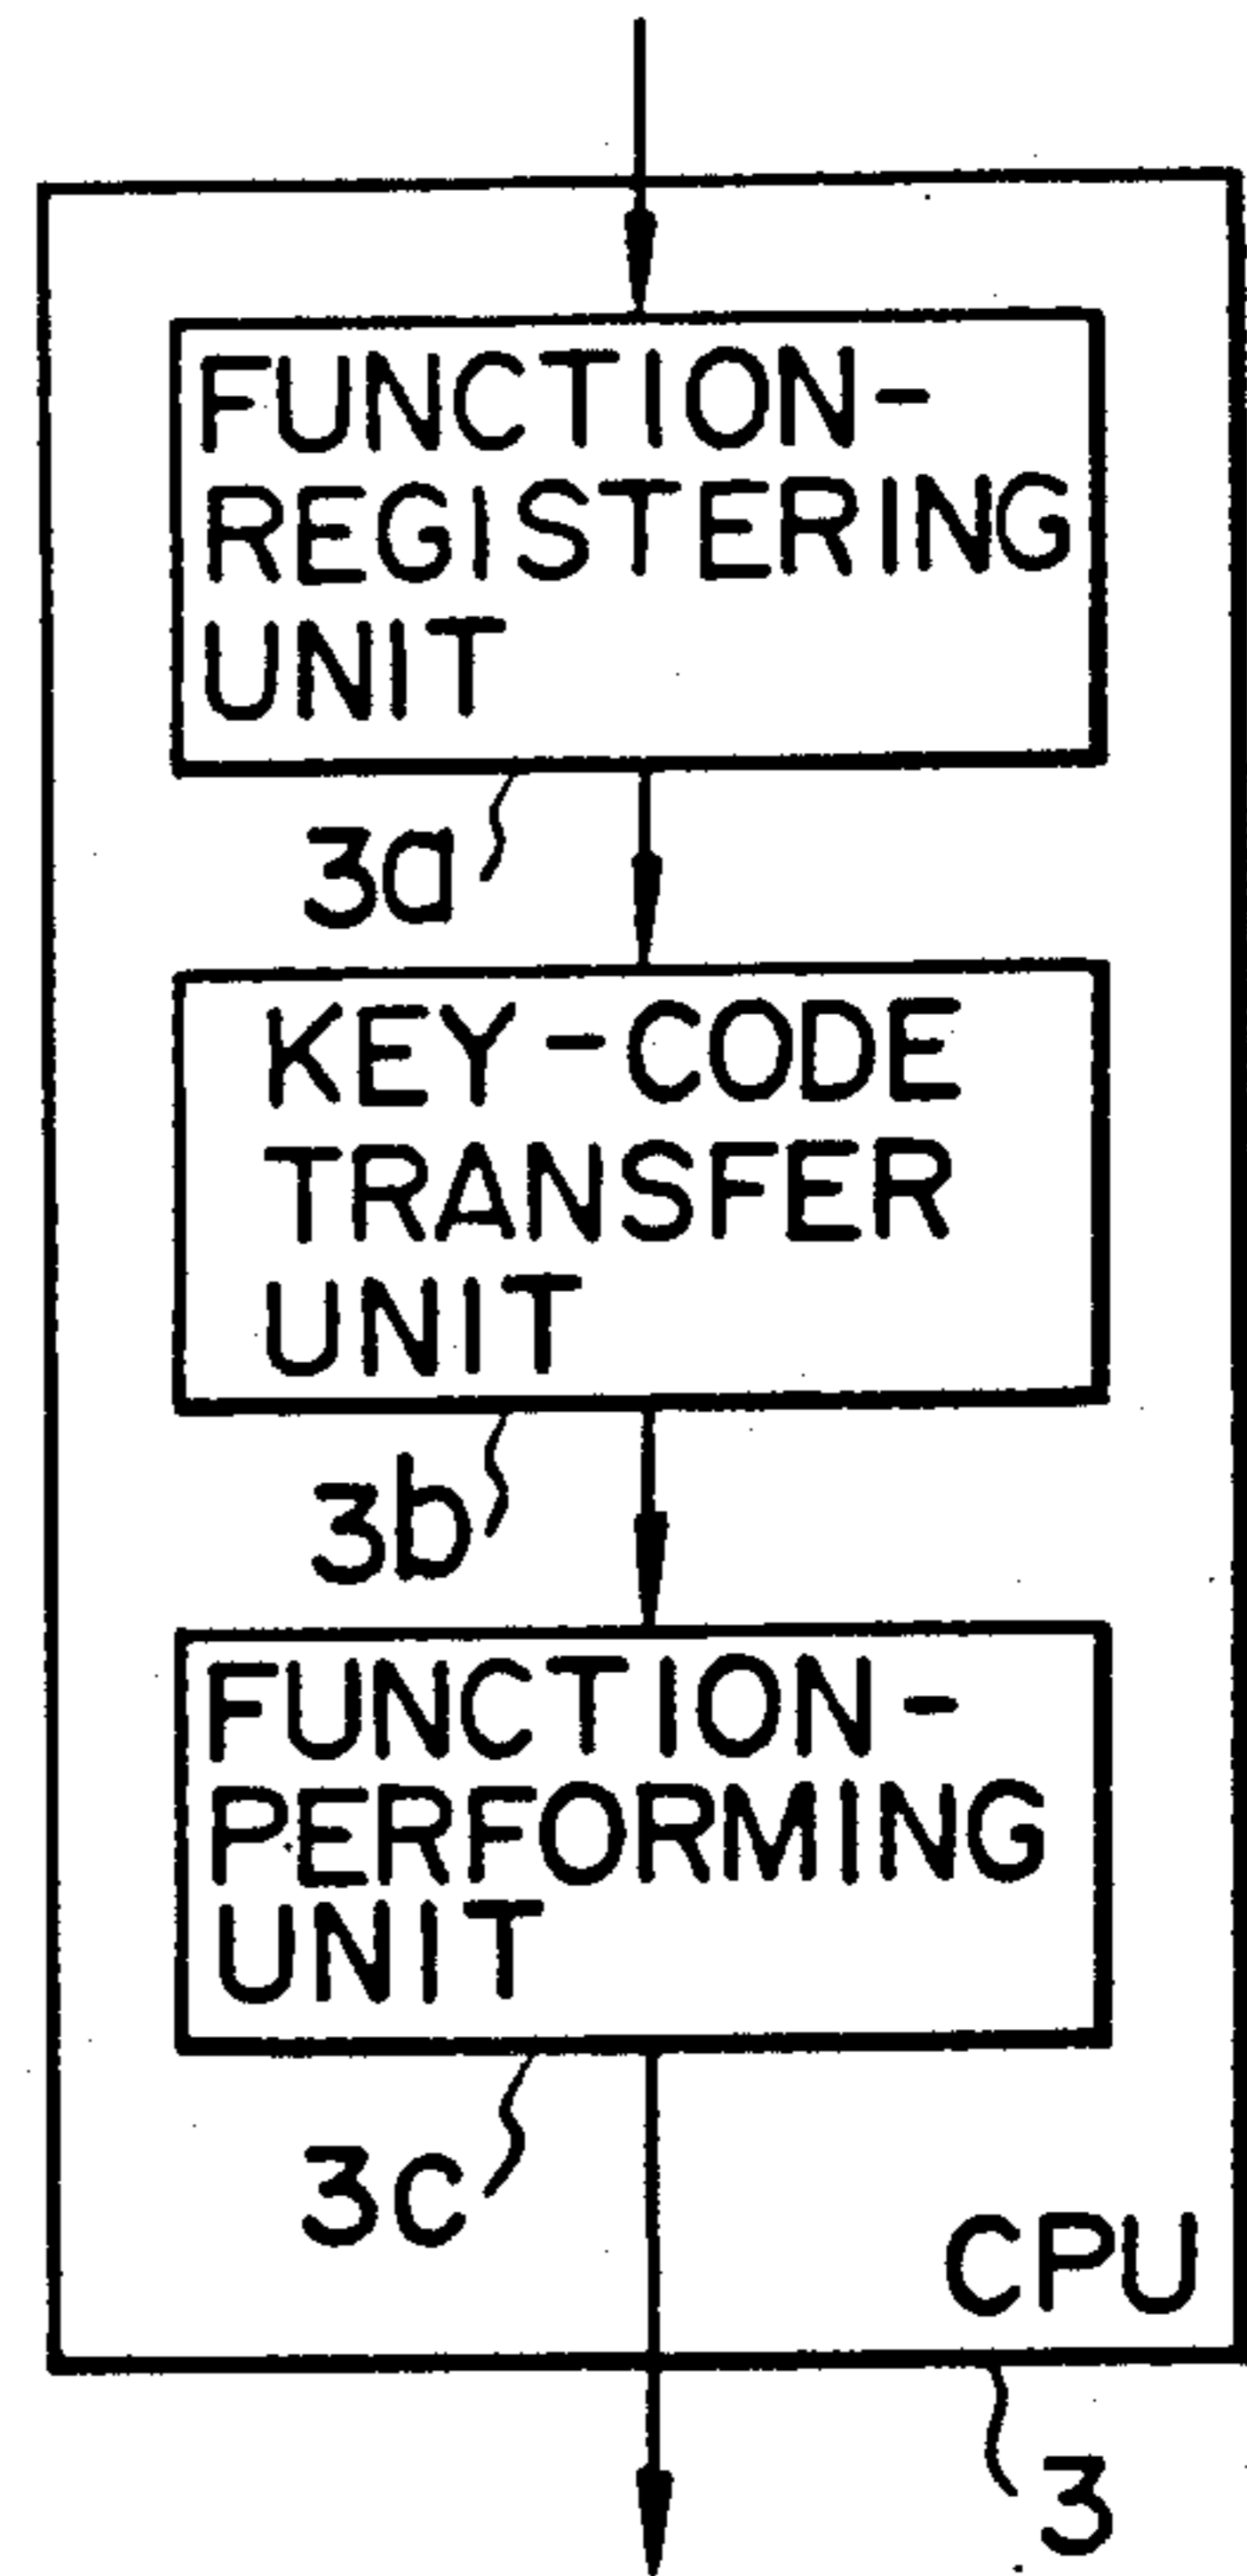 FUNCTION-
REGISTERING
UNIT
3a
KEY-CODE
TRANSFER
UNIT
3b
FUNCTION-
PERFORMING
UNIT
3c
CPU
3